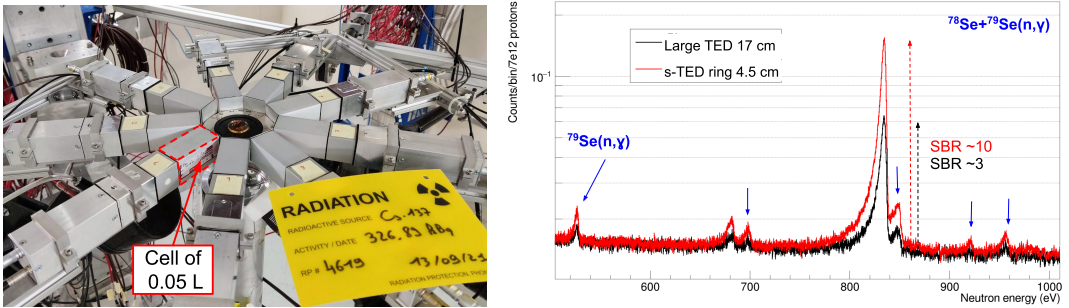 RADIATION
RADIOACTIVE SOURCE Cs-137
ACTIVITY / DATE 326,89 kBq
RP # 4619 13/09/21
RADIATION PROTECTION, PHO
Cell of
0.05 L
Counts/bin/7e12 protons
10⁻¹
⁷⁸Se+⁷⁹Se(n,γ)
Large TED 17 cm
s-TED ring 4.5 cm
⁷⁹Se(n,γ)
SBR ~10
SBR ~3
600 700 800 900 1000
Neutron energy (eV)